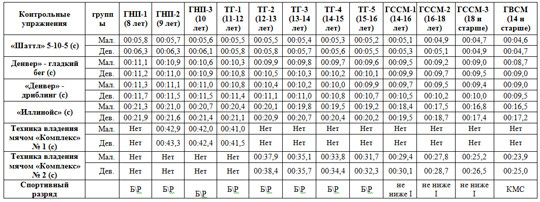 Контрольные упражнения | группы | ГНП-1 (8 лет) | ГНП-2 (9 лет) | ГНП-3 (10 лет) | ТГ-1 (11-12 лет) | ТГ-2 (12-13 лет) | ТГ-3 (13-14 лет) | ТГ-4 (14-15 лет) | ТГ-5 (15-16 лет) | ГССМ-1 (14-16 лет) | ГССМ-2 (16-18 лет) | ГССМ-3 (18 и старше) | ГВСМ (14 и старше)
«Шаттл» 5-10-5 (с) | Мал. | 00:05,8 | 00:05,7 | 00:05,6 | 00:05,5 | 00:05,5 | 00:05,4 | 00:05,3 | 00:05,2 | 00:05,1 | 00:04,9 | 00:04,7 | 00:04,6
Дев. | 00:06,3 | 00:06,3 | 00:06,1 | 00:05,8 | 00:05,8 | 00:05,7 | 00:05,6 | 00:05,5 | 00:05,3 | 00:05,1 | 00:04,9 | 00:04,7
Денвер» - гладкий бег (с) | Мал. | 00:11,1 | 00:10,9 | 00:10,6 | 00:10,3 | 00:09,9 | 00:09,8 | 00:09,7 | 00:09,6 | 00:09,5 | 00:09,2 | 00:09,0 | 00:08,7
Дев. | 00:11,2 | 00:11,0 | 00:10,9 | 00:10,8 | 00:10,5 | 00:10,3 | 00:10,2 | 00:10,1 | 00:09,9 | 00:09,7 | 00:09,5 | 00:09,0
«Денвер» - дриблинг (с) | Мал. | 00:11,3 | 00:11,1 | 00:11,0 | 00:10,8 | 00:10,4 | 00:10,2 | 00:10,0 | 00:09,9 | 00:09,7 | 00:09,5 | 00:09,4 | 00:09,0
Дев. | 00:11,7 | 00:11,5 | 00:11,4 | 00:11,1 | 00:11,0 | 00:10,8 | 00:10,7 | 00:10,5 | 00:10,2 | 00:10,0 | 00:09,9 | 00:09,5
«Иллинойс» (с) | Мал. | 00:21,3 | 00:21,0 | 00:20,7 | 00:20,4 | 00:20,1 | 00:19,8 | 00:19,5 | 00:19,2 | 00:18,4 | 00:17,5 | 00:16,8 | 00:16,5
Дев. | 00:21,9 | 00:21,6 | 00:21,4 | 00:21,1 | 00:20,9 | 00:20,7 | 00:20,4 | 00:20,2 | 00:19,5 | 00:18,7 | 00:17,4 | 00:17,2
Техника владения мячом «Комплекс» № 1 (с) | Мал. | Нет | 00:42,9 | 00:42,0 | 00:41,0 | Нет | Нет | Нет | Нет | Нет | Нет | Нет | Нет
Дев. | Нет | 00:43,3 | 00:42,4 | 00:41,5 | Нет | Нет | Нет | Нет | Нет | Нет | Нет | Нет
Техника владения мячом «Комплекс» № 2 (с) | Мал. | Нет | Нет | Нет | Нет | 00:37,9 | 00:35,1 | 00:33,8 | 00:31,7 | 00:29,4 | 00:27,8 | 00:25,2 | 00:23,9
Дев. | Нет | Нет | Нет | Нет | 00:38,4 | 00:35,7 | 00:34,4 | 00:32,3 | 00:30,1 | 00:28,7 | 00:26,5 | 00:25,0
Спортивный разряд | Б\Р | Б\Р | Б\Р | Б\Р | Б\Р | Б\Р | Б\Р | Б\Р | не ниже I | не ниже I | не ниже I | КМС